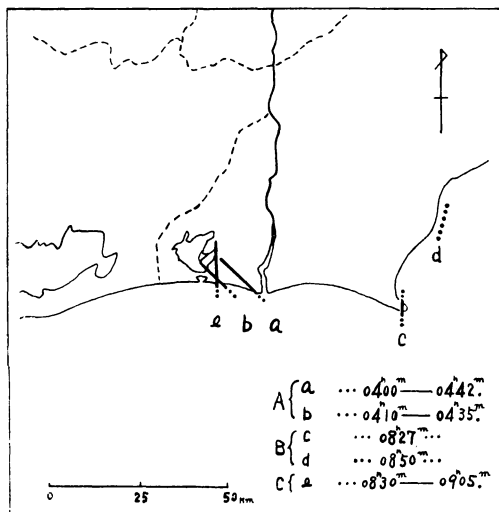 d
e b a
c
A { a ... 04ʰ00ᵐ — 04ʰ42ᵐ.
b ... 04ʰ10ᵐ — 04ʰ35ᵐ.
B { c ... 08ʰ27ᵐ ...
d ... 08ʰ50ᵐ ...
C { e ... 08ʰ30ᵐ — 09ʰ05ᵐ.
0 25 50 KM